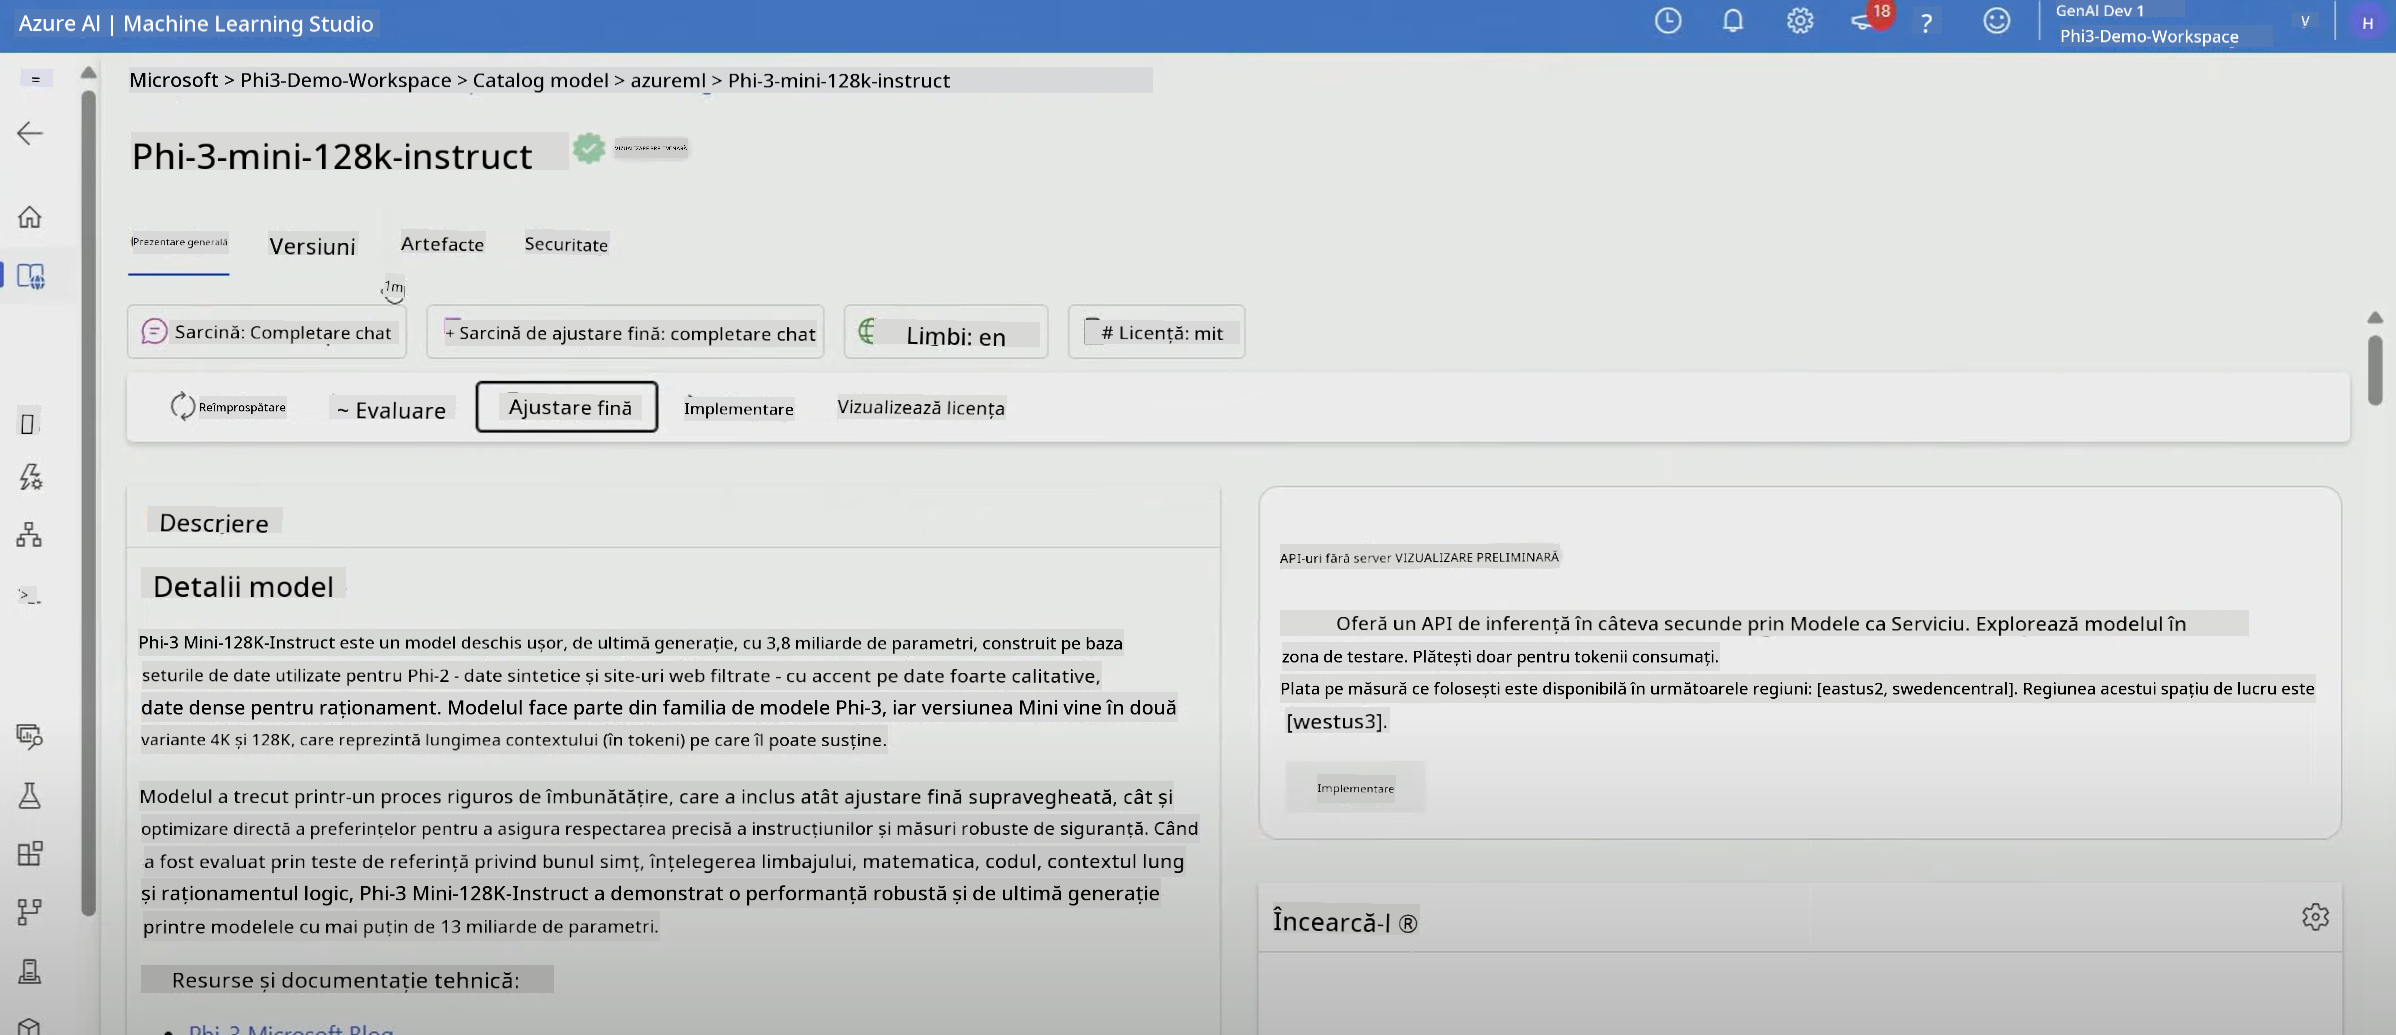 Azure AI | Machine Learning Studio
18
?
GenAI Dev 1
Phi3-Demo-Workspace
V
H
Microsoft > Phi3-Demo-Workspace > Catalog model > azureml > Phi-3-mini-128k-instruct
Phi-3-mini-128k-instruct
VIZUALIZARE PRELIMINARĂ
Prezentare generală
Versiuni
Artefacte
Securitate
1m
Sarcină: Completare chat
+ Sarcină de ajustare fină: completare chat
Limbi: en
# Licență: mit
Reîmprospătare
~ Evaluare
Ajustare fină
Implementare
Vizualizează licența
Descriere
Detalii model
Phi-3 Mini-128K-Instruct este un model deschis ușor, de ultimă generație, cu 3,8 miliarde de parametri, construit pe baza
seturile de date utilizate pentru Phi-2 - date sintetice și site-uri web filtrate - cu accent pe date foarte calitative,
date dense pentru raționament. Modelul face parte din familia de modele Phi-3, iar versiunea Mini vine în două
variante 4K și 128K, care reprezintă lungimea contextului (în tokeni) pe care îl poate susține.
Modelul a trecut printr-un proces riguros de îmbunătățire, care a inclus atât ajustare fină supravegheată, cât și
optimizare directă a preferințelor pentru a asigura respectarea precisă a instrucțiunilor și măsuri robuste de siguranță. Când
a fost evaluat prin teste de referință privind bunul simț, înțelegerea limbajului, matematica, codul, contextul lung
și raționamentul logic, Phi-3 Mini-128K-Instruct a demonstrat o performanță robustă și de ultimă generație
printre modelele cu mai puțin de 13 miliarde de parametri.
Resurse și documentație tehnică:
Phi-3 Microsoft Blog
API-uri fără server VIZUALIZARE PRELIMINARĂ
Oferă un API de inferență în câteva secunde prin Modele ca Serviciu. Explorează modelul în
zona de testare. Plătești doar pentru tokenii consumați.
Plata pe măsură ce folosești este disponibilă în următoarele regiuni: [eastus2, swedencentral]. Regiunea acestui spațiu de lucru este
[westus3].
Implementare
Încearcă-l ®